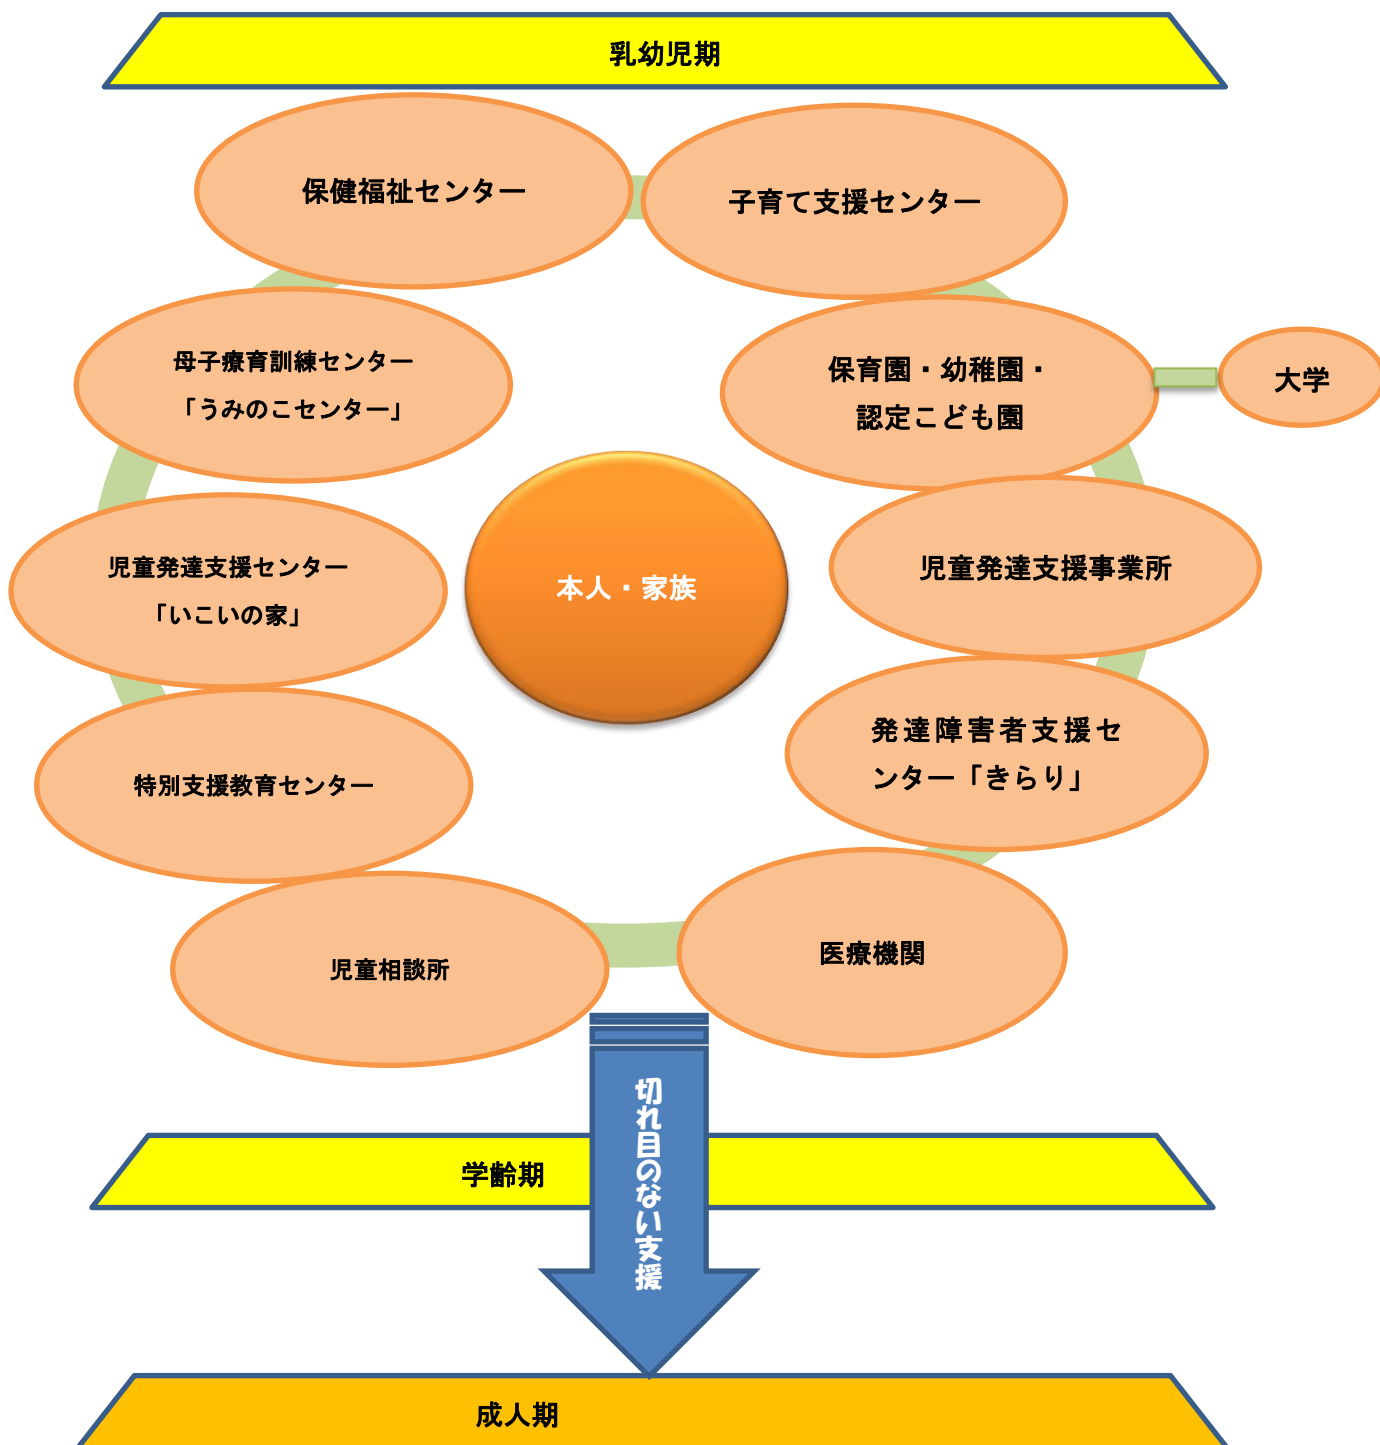 乳幼児期
保健福祉センター
子育て支援センター
母子療育訓練センター
「うみのこセンター」
保育園・幼稚園・
認定こども園
大学
児童発達支援センター
「いこいの家」
本人・家族
児童発達支援事業所
特別支援教育センター
発達障害者支援セ
ンター「きらり」
児童相談所
医療機関
切れ目のない支援
学齢期
成人期